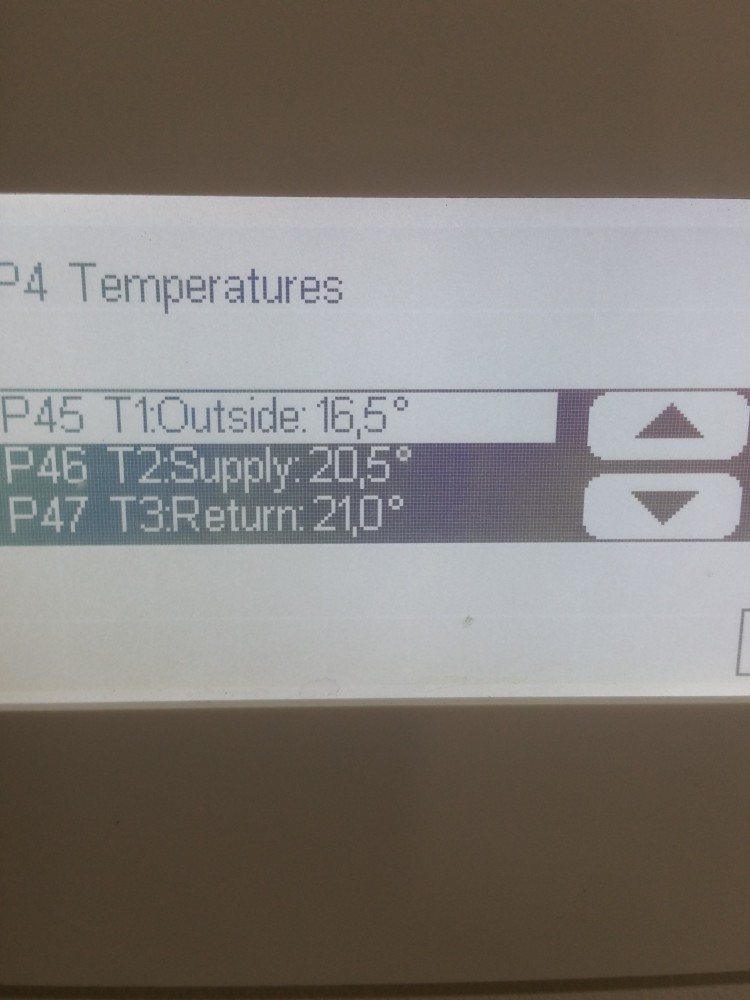 P4 Temperatures
P45 T1:Outside: 16,5°
P46 T2:Supply: 20,5°
P47 T3:Return: 21,0°